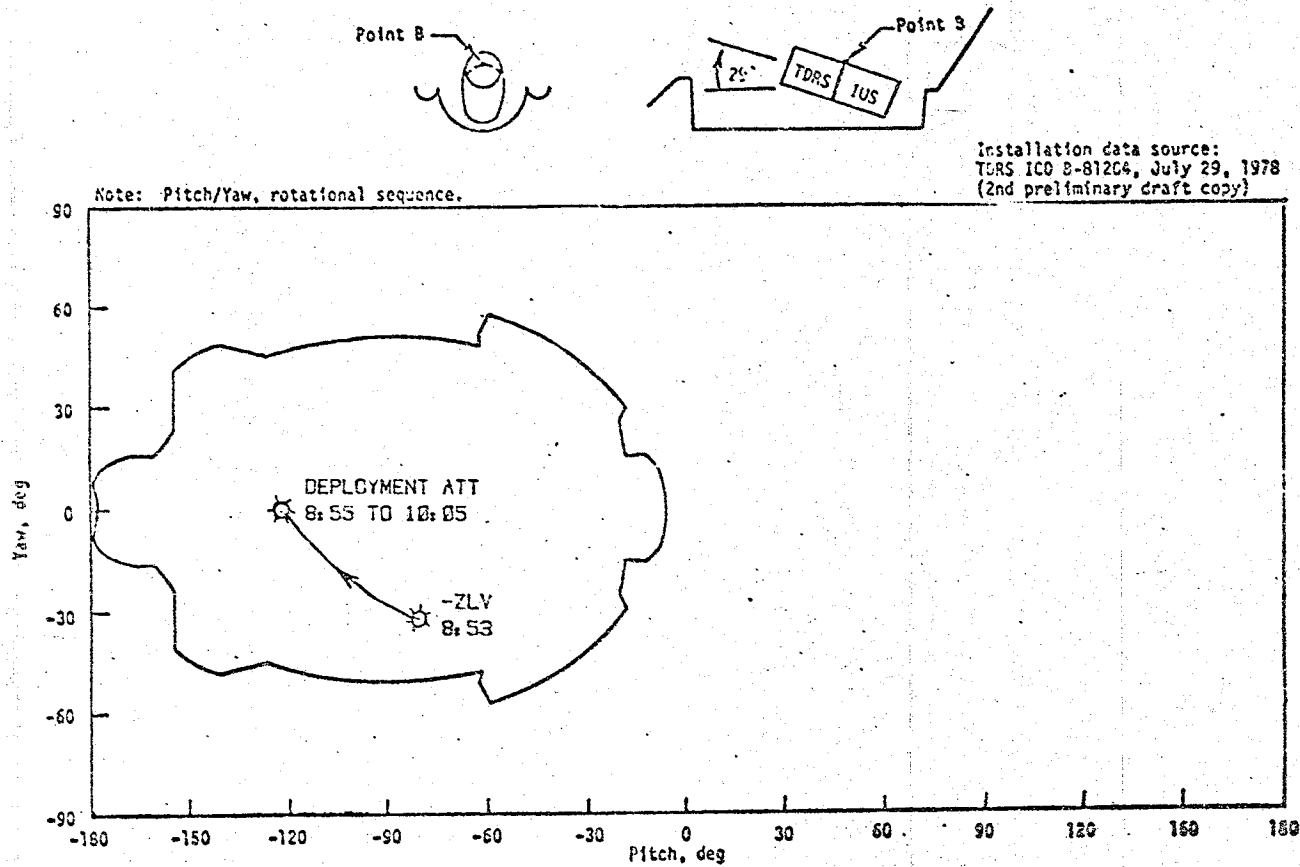 Point B
Point B
29°
TDRS
IUS
Installation data source:
TDRS ICD B-81204, July 29, 1978
(2nd preliminary draft copy)
Note: Pitch/Yaw, rotational sequence.
90
60
30
0
-30
-60
-90
Yaw, deg
DEPLOYMENT ATT
8:55 TO 10:05
-ZLV
8:53
-180
-150
-120
-90
-60
-30
0
30
60
90
120
150
180
Pitch, deg